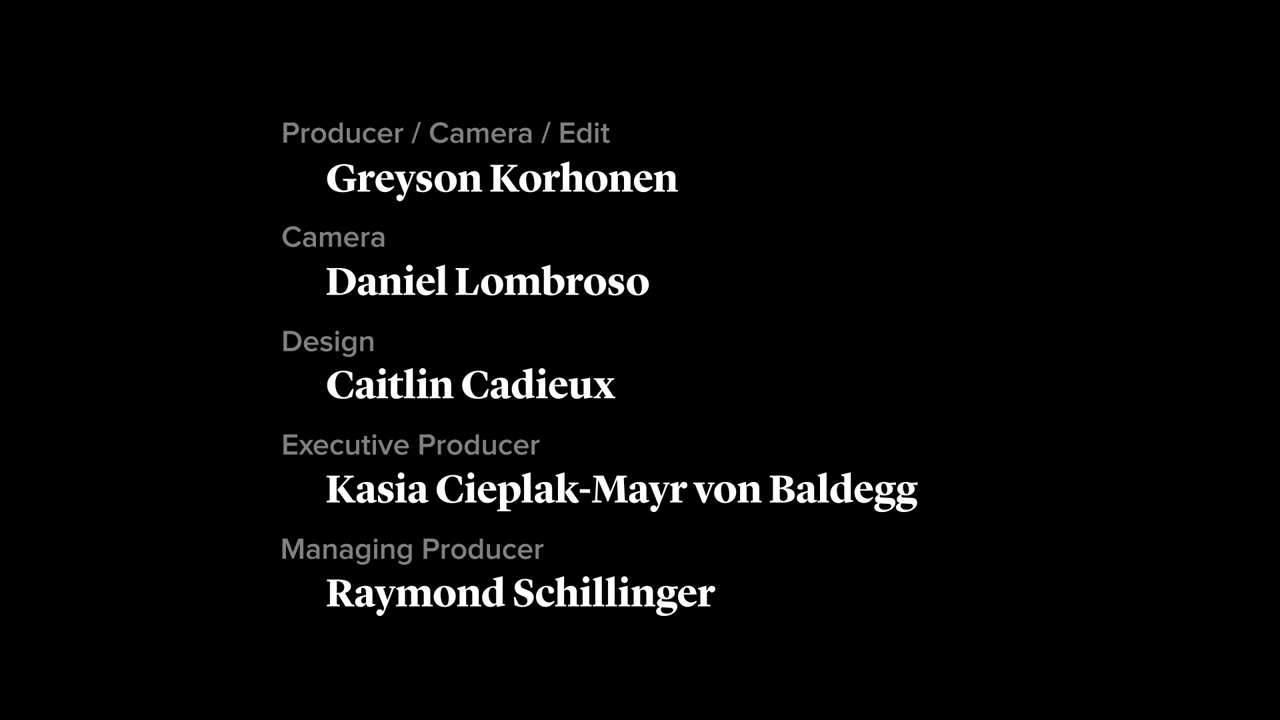 Producer / Camera / Edit
Greyson Korhonen
Camera
Daniel Lombroso
Design
Caitlin Cadieux
Executive Producer
Kasia Cieplak-Mayr von Baldegg
Managing Producer
Raymond Schillinger